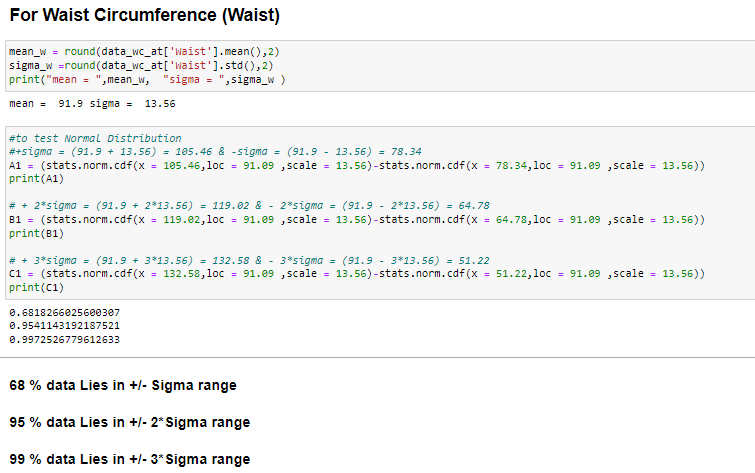 For Waist Circumference (Waist)
mean_w = round(data_wc_at['Waist'].mean(),2)
sigma_w =round(data_wc_at['Waist'].std(),2)
print("mean = ",mean_w,  "sigma = ",sigma_w )
mean =  91.9 sigma =  13.56
#to test Normal Distribution
#+sigma = (91.9 + 13.56) = 105.46 & -sigma = (91.9 - 13.56) = 78.34
A1 = (stats.norm.cdf(x = 105.46,loc = 91.09 ,scale = 13.56)-stats.norm.cdf(x = 78.34,loc = 91.09 ,scale = 13.56))
print(A1)
# + 2*sigma = (91.9 + 2*13.56) = 119.02 & - 2*sigma = (91.9 - 2*13.56) = 64.78
B1 = (stats.norm.cdf(x = 119.02,loc = 91.09 ,scale = 13.56)-stats.norm.cdf(x = 64.78,loc = 91.09 ,scale = 13.56))
print(B1)
# + 3*sigma = (91.9 + 3*13.56) = 132.58 & - 3*sigma = (91.9 - 3*13.56) = 51.22
C1 = (stats.norm.cdf(x = 132.58,loc = 91.09 ,scale = 13.56)-stats.norm.cdf(x = 51.22,loc = 91.09 ,scale = 13.56))
print(C1)
0.6818266025600307
0.9541143192187521
0.9972526779612633
68 % data Lies in +/- Sigma range
95 % data Lies in +/- 2*Sigma range
99 % data Lies in +/- 3*Sigma range